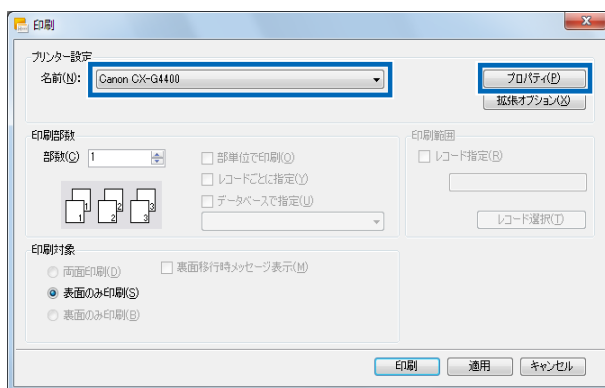 印刷
プリンター設定
名前(N): Canon CX-G4400
プロパティ(P)
拡張オプション(X)
印刷部数
部数(C) 1
部単位で印刷(O)
レコードごとに指定(Y)
データベースで指定(U)
1 1 2 2 3 3
印刷範囲
レコード指定(R)
レコード選択(T)
印刷対象
両面印刷(D)
裏面移行時メッセージ表示(M)
表面のみ印刷(S)
裏面のみ印刷(B)
印刷 適用 キャンセル